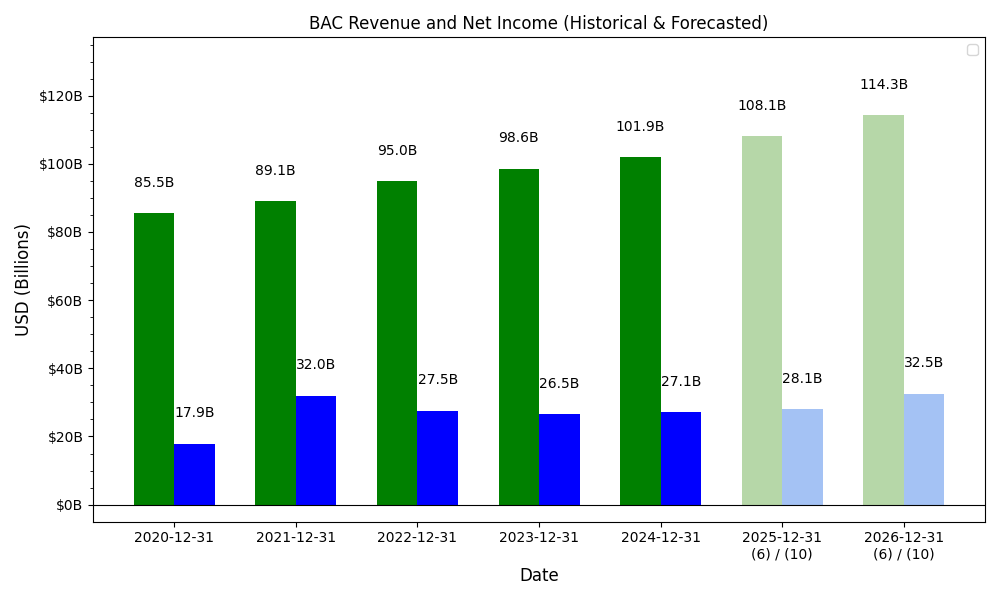 BAC Revenue and Net Income (Historical & Forecasted)
USD (Billions)
$120B
$100B
$80B
$60B
$40B
$20B
$0B
85.5B
17.9B
89.1B
32.0B
95.0B
27.5B
98.6B
26.5B
101.9B
27.1B
108.1B
28.1B
114.3B
32.5B
2020-12-31
2021-12-31
2022-12-31
2023-12-31
2024-12-31
2025-12-31
(6) / (10)
2026-12-31
(6) / (10)
Date